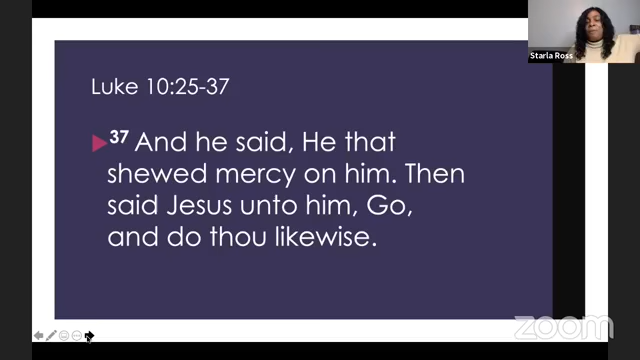 Luke 10:25-37
37 And he said, He that
shewed mercy on him. Then
said Jesus unto him, Go,
and do thou likewise.
Starla Ross
zoom